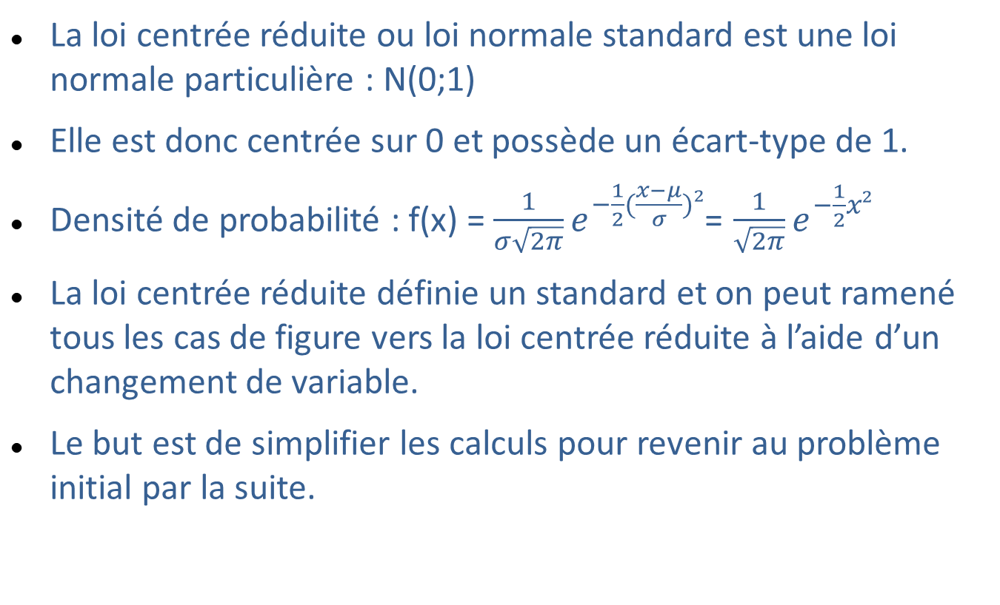 • La loi centrée réduite ou loi normale standard est une loi
normale particulière : N(0;1)
• Elle est donc centrée sur 0 et possède un écart-type de 1.
• Densité de probabilité : f(x) = $\frac{1}{\sigma\sqrt{2\pi}} e^{-\frac{1}{2}(\frac{x-\mu}{\sigma})^2} = \frac{1}{\sqrt{2\pi}} e^{-\frac{1}{2}x^2}$
• La loi centrée réduite définie un standard et on peut ramené
tous les cas de figure vers la loi centrée réduite à l’aide d’un
changement de variable.
• Le but est de simplifier les calculs pour revenir au problème
initial par la suite.